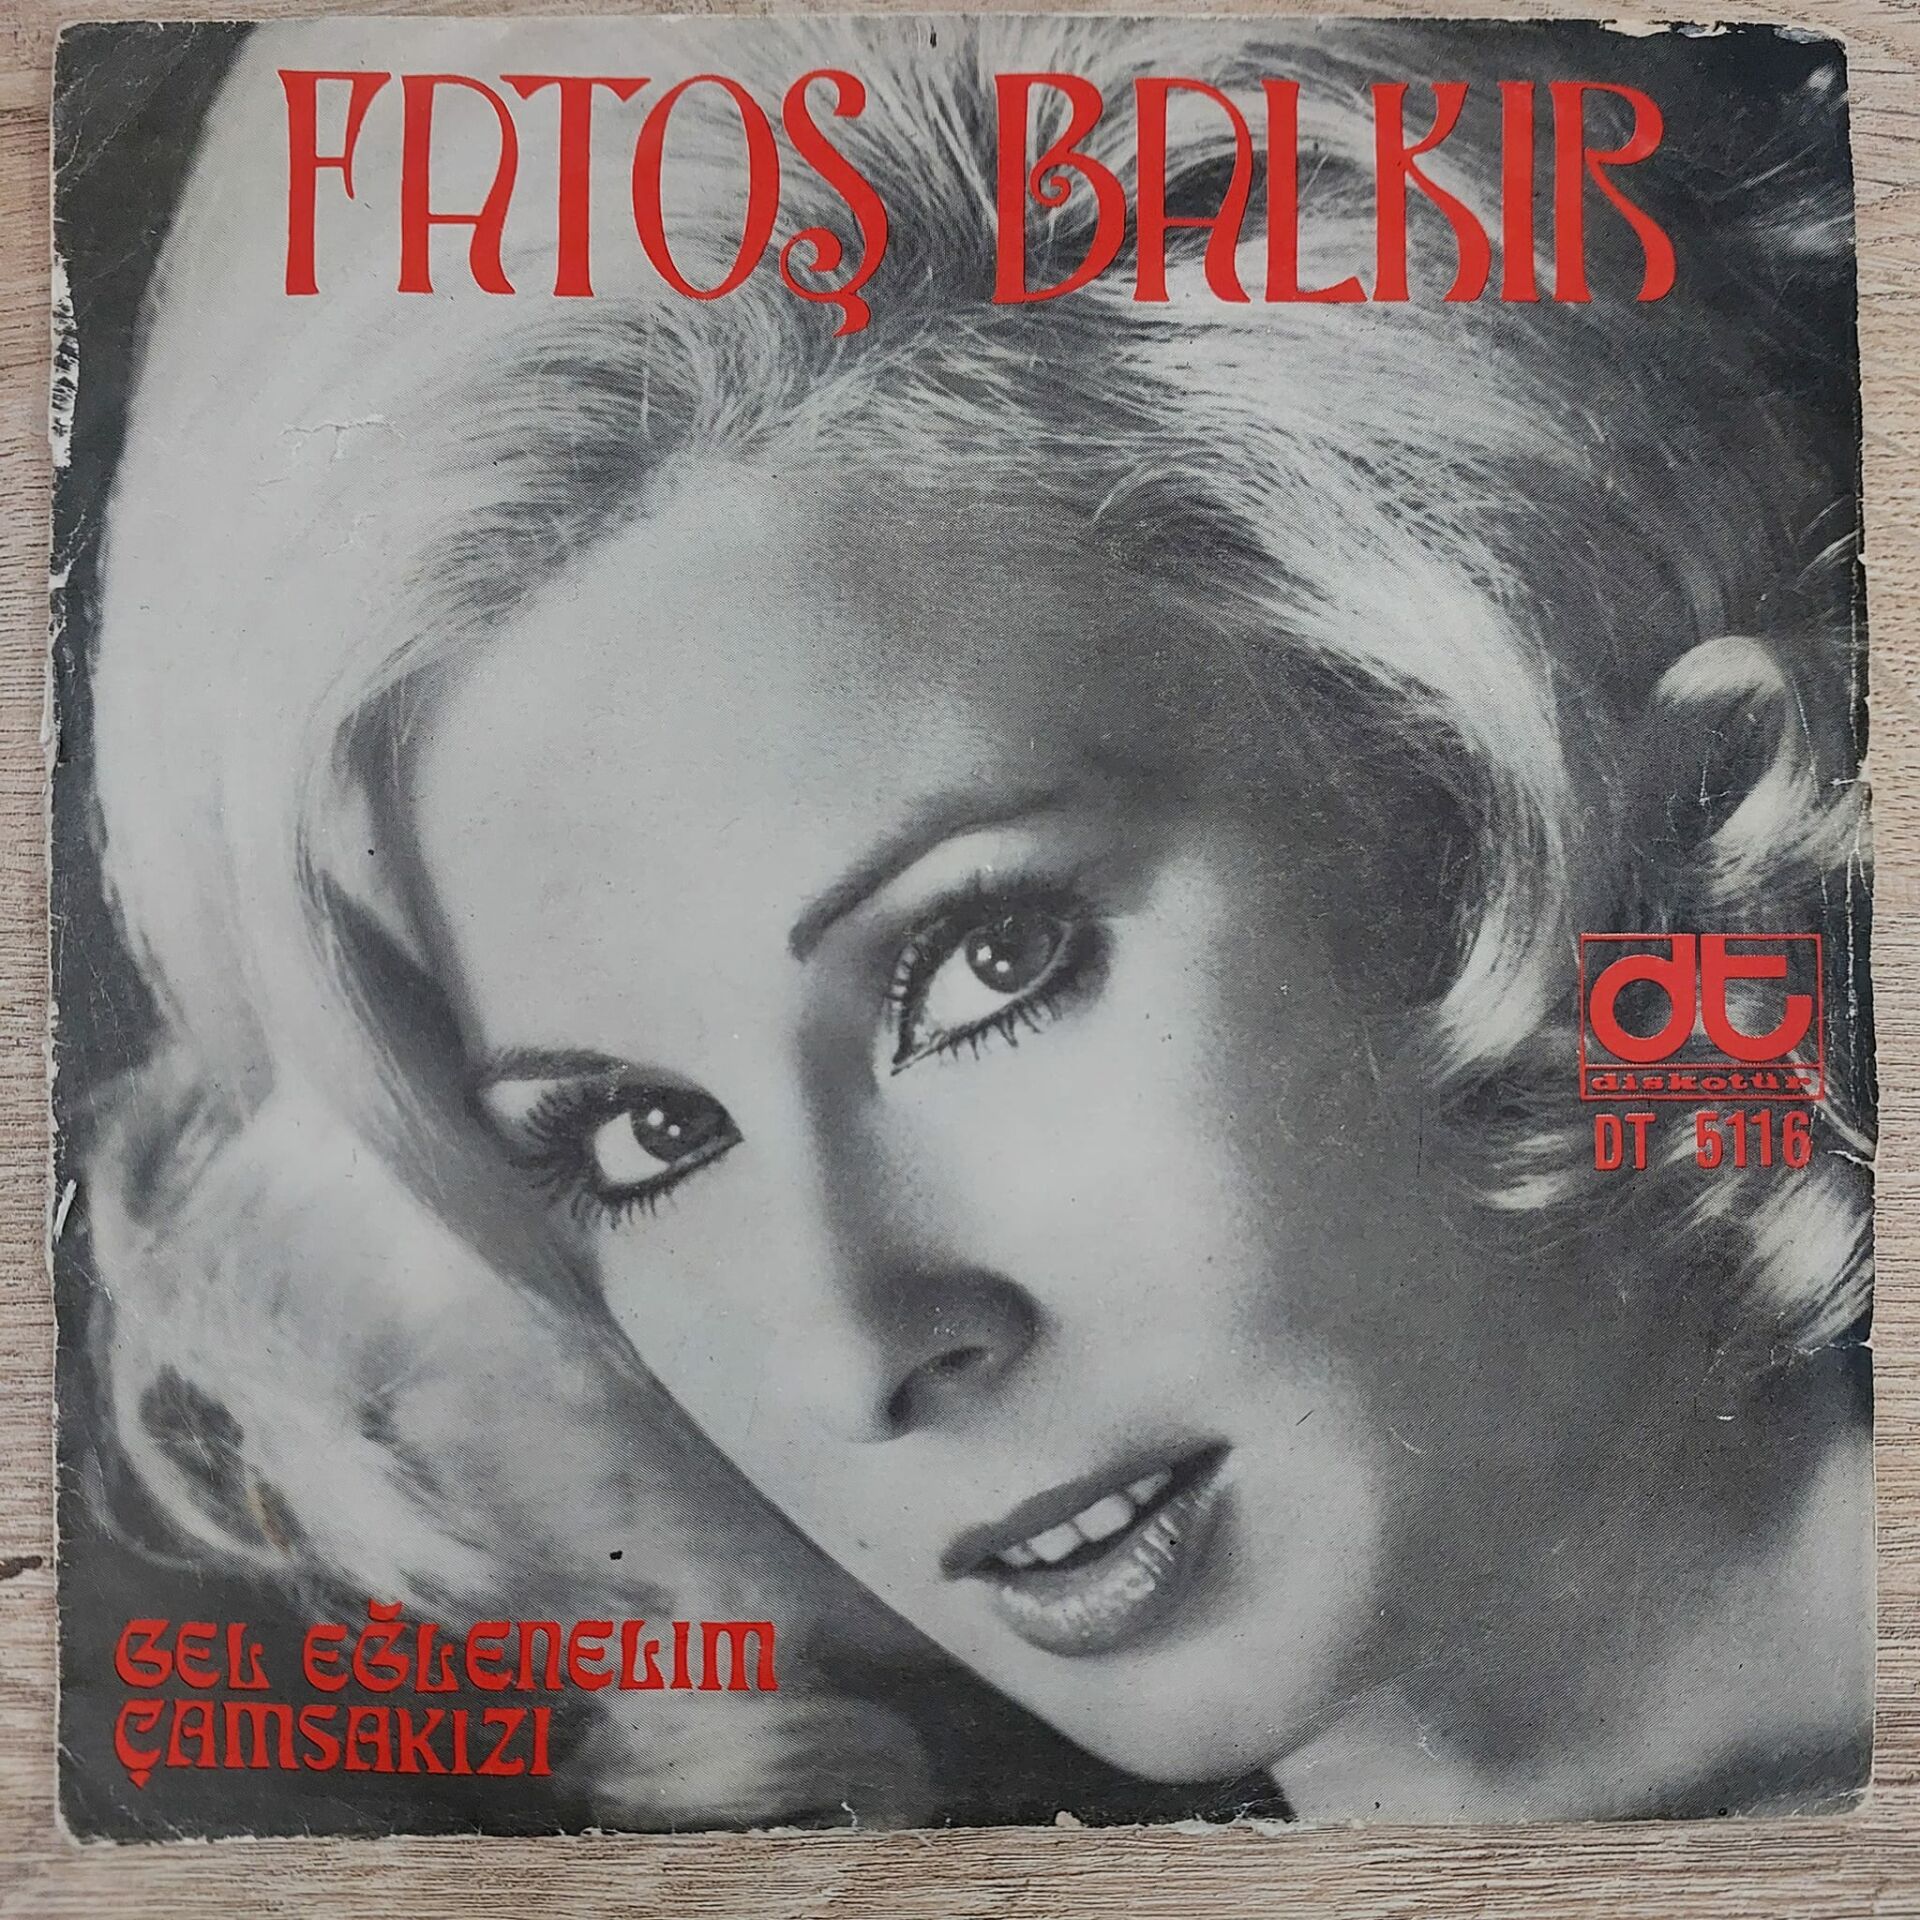 FATOŞ BALKIR
dt
diskotür
DT 5116
GEL EĞLENELIM
ÇAMSAKIZI